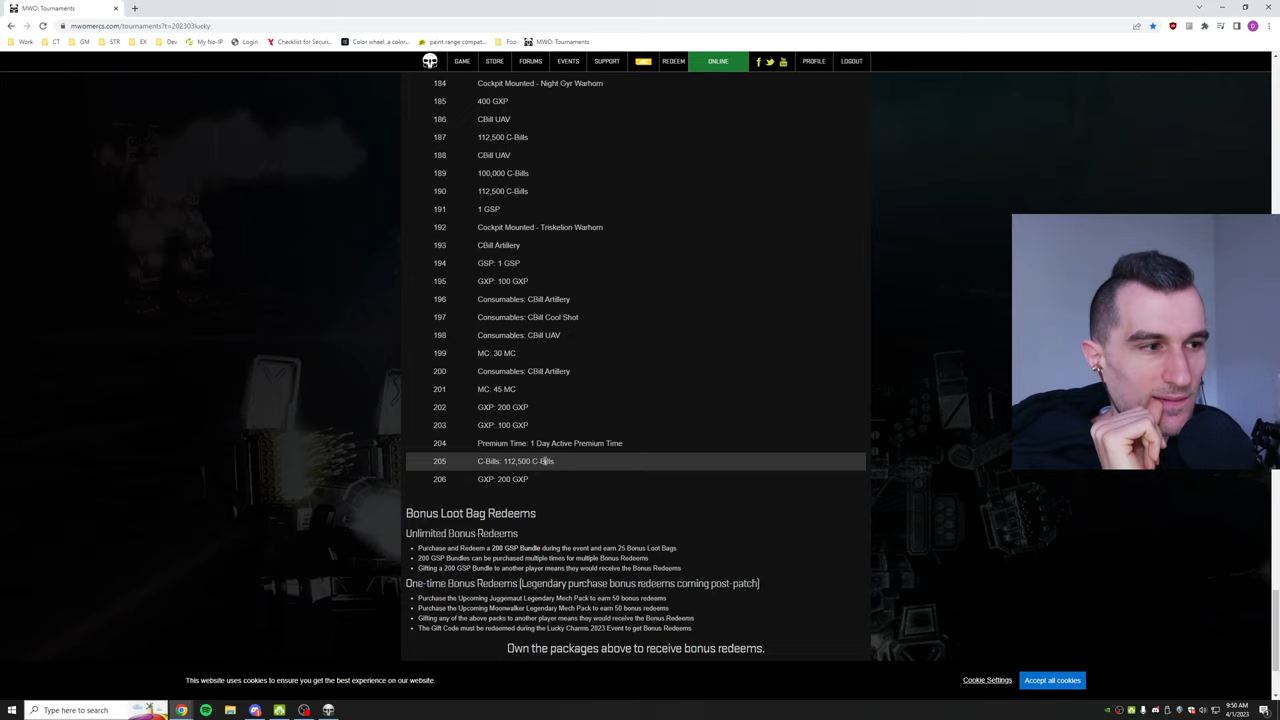 MWO: Tournaments
mwomercs.com/tournaments?t=202303lucky
Work CT GM STR EX Dev My No-IP Login Checklist for Securi... Color wheel, a color... paint range compat... Foo MWO: Tournaments
GAME STORE FORUMS EVENTS SUPPORT REDEEM ONLINE PROFILE LOGOUT
184 Cockpit Mounted - Night Gyr Warhorn
185 400 GXP
186 CBill UAV
187 112,500 C-Bills
188 CBill UAV
189 100,000 C-Bills
190 112,500 C-Bills
191 1 GSP
192 Cockpit Mounted - Triskelion Warhorn
193 CBill Artillery
194 GSP: 1 GSP
195 GXP: 100 GXP
196 Consumables: CBill Artillery
197 Consumables: CBill Cool Shot
198 Consumables: CBill UAV
199 MC: 30 MC
200 Consumables: CBill Artillery
201 MC: 45 MC
202 GXP: 200 GXP
203 GXP: 100 GXP
204 Premium Time: 1 Day Active Premium Time
205 C-Bills: 112,500 C-Bills
206 GXP: 200 GXP
Bonus Loot Bag Redeems
Unlimited Bonus Redeems
• Purchase and Redeem a 200 GSP Bundle during the event and earn 25 Bonus Loot Bags
• 200 GSP Bundles can be purchased multiple times for multiple Bonus Redeems
• Gifting a 200 GSP Bundle to another player means they would receive the Bonus Redeems
One-time Bonus Redeems (Legendary purchase bonus redeems coming post-patch)
• Purchase the Upcoming Juggernaut Legendary Mech Pack to earn 50 bonus redeems
• Purchase the Upcoming Moonwalker Legendary Mech Pack to earn 50 bonus redeems
• Gifting any of the above packs to another player means they would receive the Bonus Redeems
• The Gift Code must be redeemed during the Lucky Charms 2023 Event to get Bonus Redeems
Own the packages above to receive bonus redeems.
This website uses cookies to ensure you get the best experience on our website.
Cookie Settings Accept all cookies
Type here to search
9:50 AM
4/1/2023